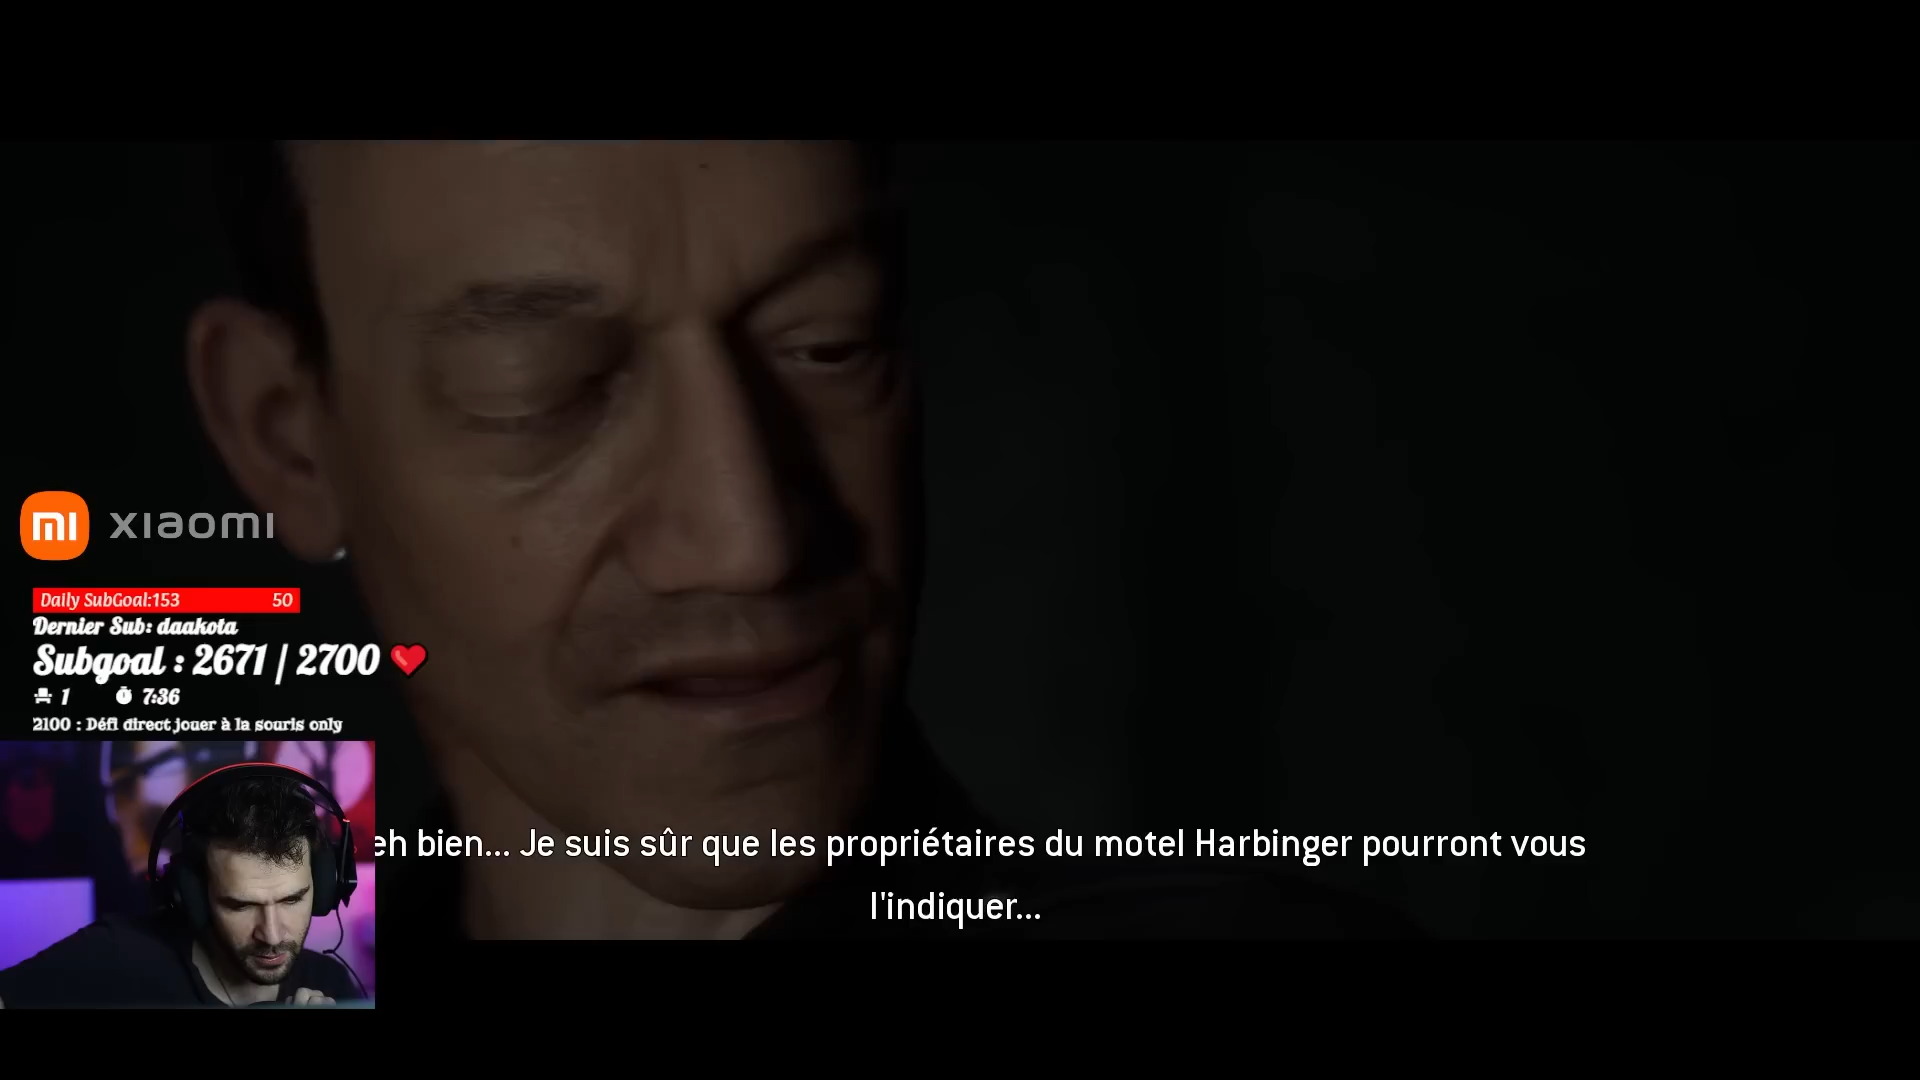 mi xiaomi
Daily SubGoal:153 50
Dernier Sub: daakota
Subgoal : 2671 / 2700
1 7:36
2100 : Défi direct jouer à la souris only
eh bien... Je suis sûr que les propriétaires du motel Harbinger pourront vous
l'indiquer...